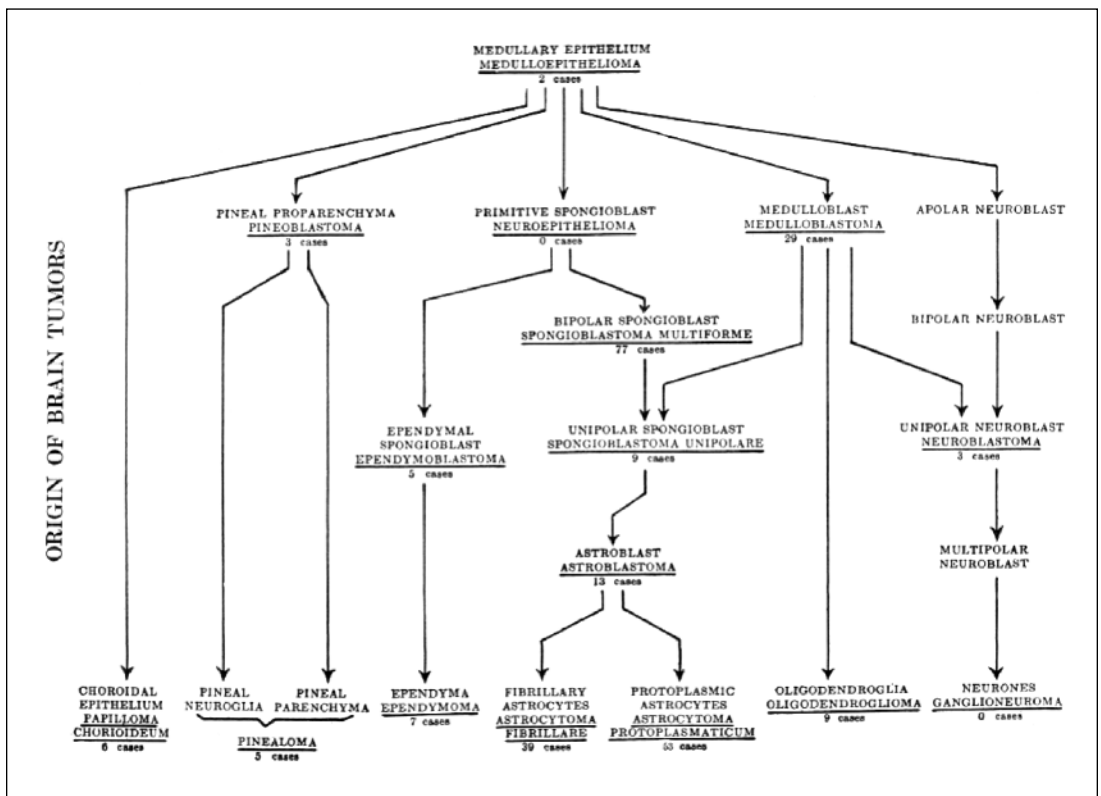 MEDULLARY EPITHELIUM
MEDULLOEPITHELIOMA
2 cases
ORIGIN OF BRAIN TUMORS
PINEAL PROPARENCHYMA
PINEOBLASTOMA
3 cases
PRIMITIVE SPONGIOBLAST
NEUROEPITHELIOMA
0 cases
MEDULLOBLAST
MEDULLOBLASTOMA
29 cases
APOLAR NEUROBLAST
BIPOLAR SPONGIOBLAST
SPONGIOBLASTOMA MULTIFORME
77 cases
BIPOLAR NEUROBLAST
EPENDYMAL
SPONGIOBLAST
EPENDYMOBLASTOMA
5 cases
UNIPOLAR SPONGIOBLAST
SPONGIOBLASTOMA UNIPOLARE
9 cases
UNIPOLAR NEUROBLAST
NEUROBLASTOMA
3 cases
ASTROBLAST
ASTROBLASTOMA
13 cases
MULTIPOLAR
NEUROBLAST
CHOROIDAL
EPITHELIUM
PAPILLOMA
CHORIOIDEUM
6 cases
PINEAL
NEUROGLIA
PINEAL
PARENCHYMA
PINEALOMA
5 cases
EPENDYMA
EPENDYMOMA
7 cases
FIBRILLARY
ASTROCYTES
ASTROCYTOMA
FIBRILLARE
39 cases
PROTOPLASMIC
ASTROCYTES
ASTROCYTOMA
PROTOPLASMATICUM
53 cases
OLIGODENDROGLIA
OLIGODENDROGLIOMA
9 cases
NEURONES
GANGLIONEUROMA
0 cases